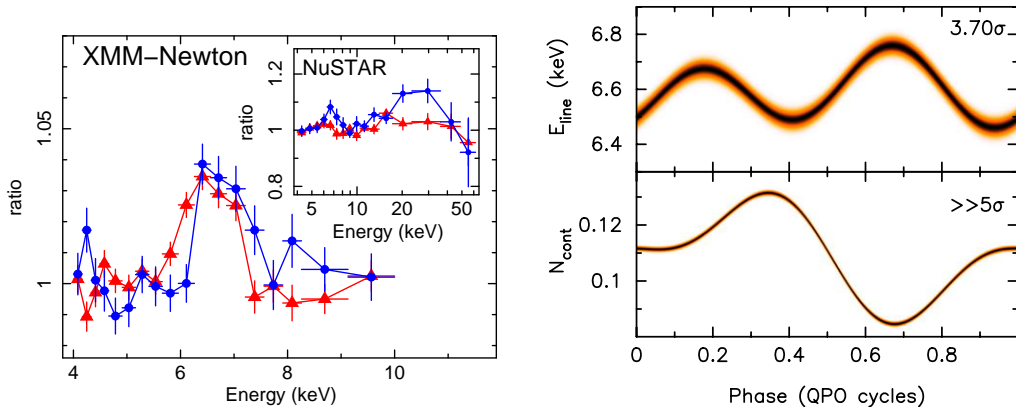 XMM−Newton
NuSTAR
ratio
1.05
1
4
6
8
10
Energy (keV)
ratio
1.2
1
0.8
5
10
20
50
Energy (keV)
E_line (keV)
6.8
6.6
6.4
3.70σ
N_cont
0.12
0.1
>>5σ
0
0.2
0.4
0.6
0.8
Phase (QPO cycles)